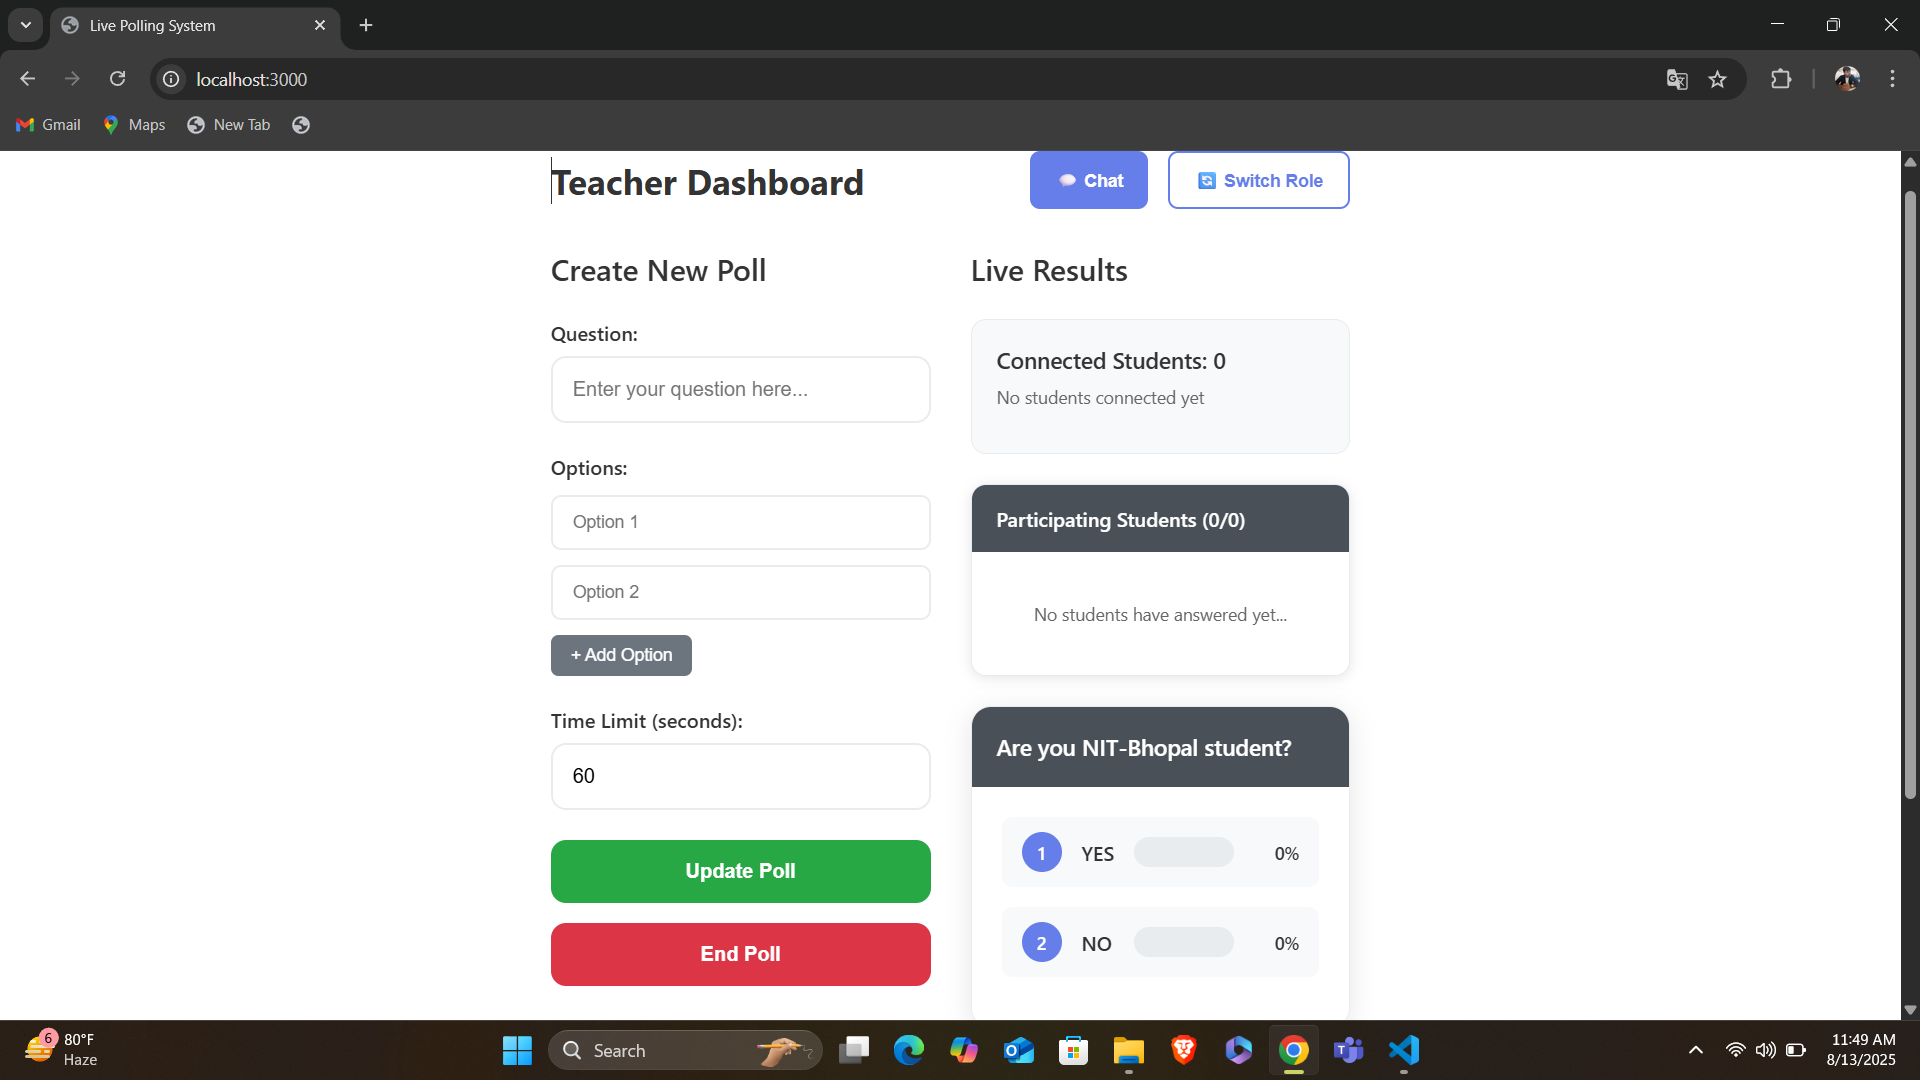 Live Polling System
localhost:3000
Gmail
Maps
New Tab
Teacher Dashboard
Chat
Switch Role
Create New Poll
Question:
Enter your question here...
Options:
Option 1
Option 2
+ Add Option
Time Limit (seconds):
60
Update Poll
End Poll
Live Results
Connected Students: 0
No students connected yet
Participating Students (0/0)
No students have answered yet...
Are you NIT-Bhopal student?
1 YES 0%
2 NO 0%
6
80°F
Haze
Search
11:49 AM
8/13/2025